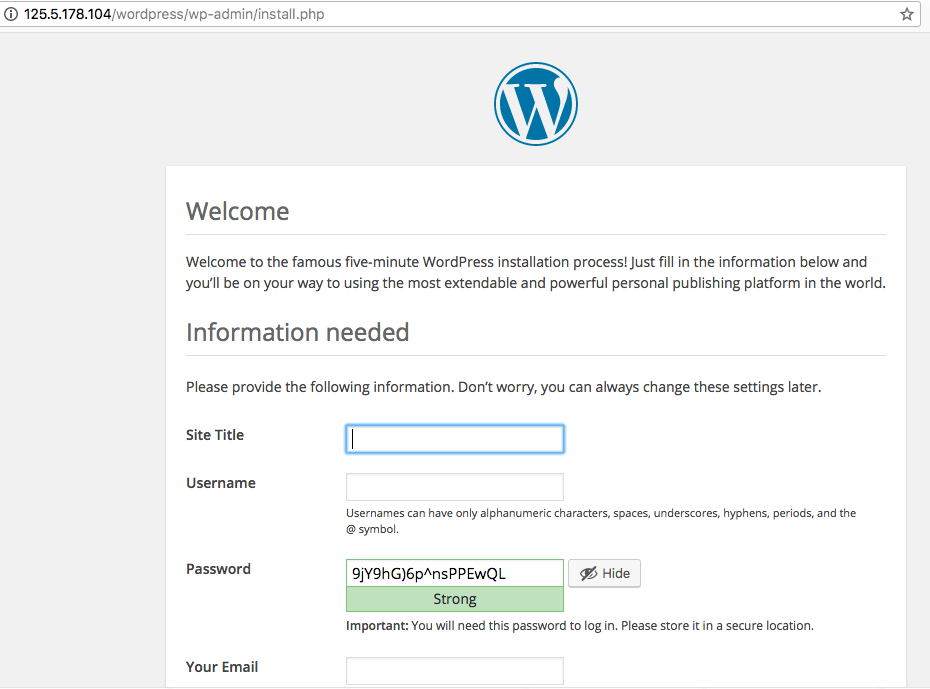 125.5.178.104/wordpress/wp-admin/install.php
Welcome
Welcome to the famous five-minute WordPress installation process! Just fill in the information below and
you’ll be on your way to using the most extendable and powerful personal publishing platform in the world.
Information needed
Please provide the following information. Don’t worry, you can always change these settings later.
Site Title
Username
Usernames can have only alphanumeric characters, spaces, underscores, hyphens, periods, and the
@ symbol.
Password
9jY9hG)6p^nsPPEwQL
Hide
Strong
Important: You will need this password to log in. Please store it in a secure location.
Your Email